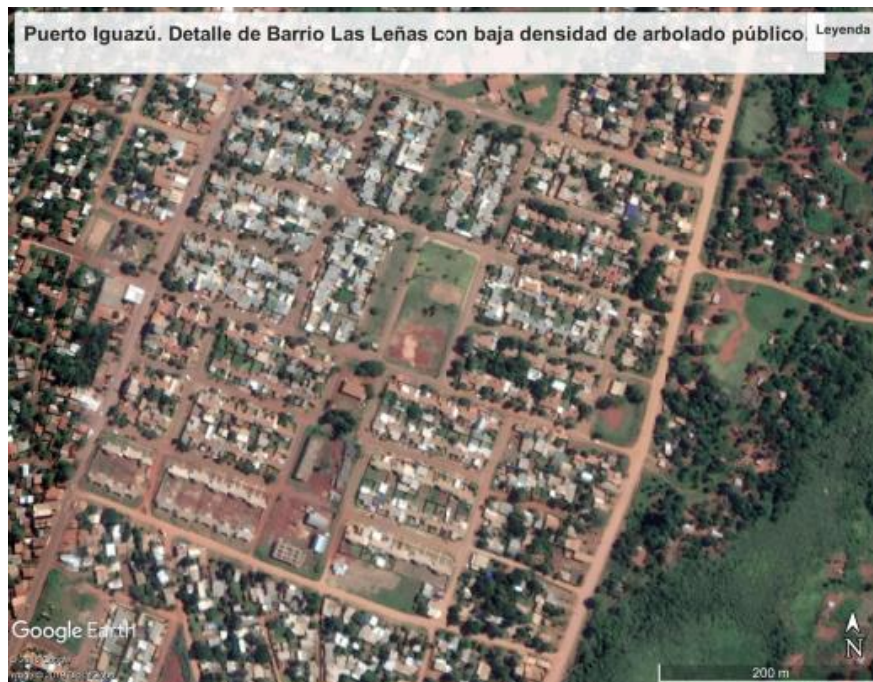 Puerto Iguazú. Detalle de Barrio Las Leñas con baja densidad de arbolado público.
Leyenda
Google Earth
N
200 m